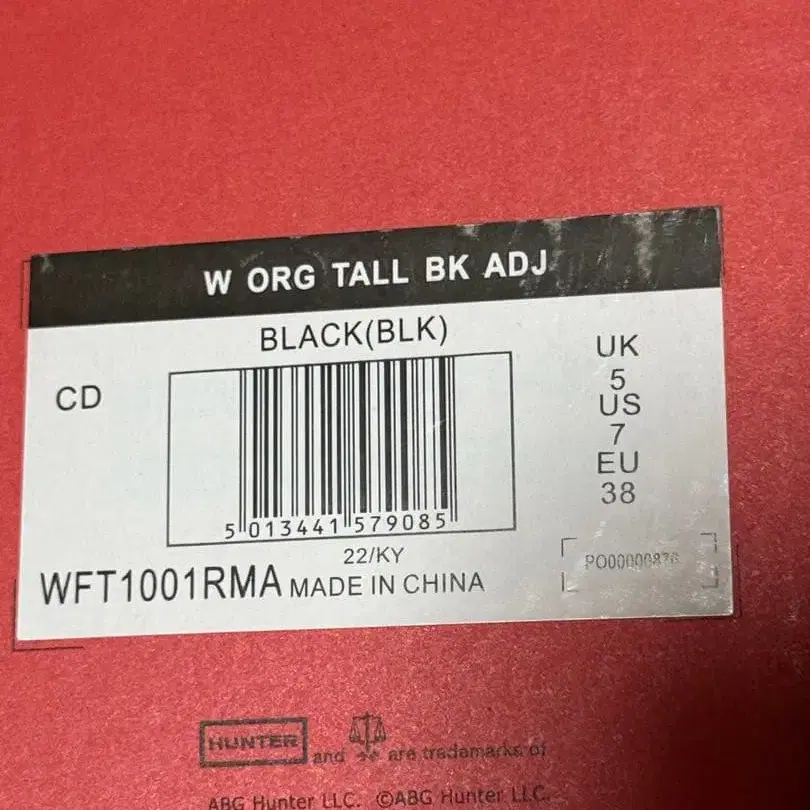 W ORG TALL BK ADJ
BLACK(BLK)
CD
UK
5
US
7
EU
38
5 013441 579085
22/KY
WFT1001RMA MADE IN CHINA
HUNTER and are trademarks of
ABG Hunter LLC. ©ABG Hunter LLC.